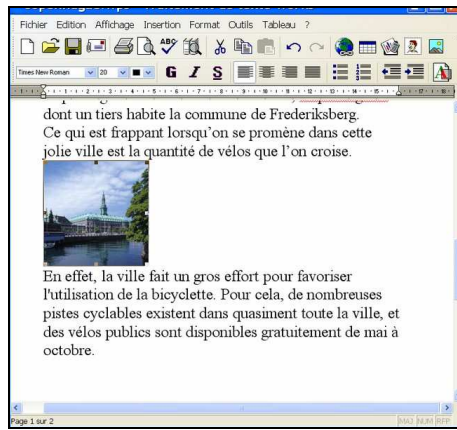 Fichier Edition Affichage Insertion Format Outils Tableau ?
Times New Roman 20 G I S
dont un tiers habite la commune de Frederiksberg.
Ce qui est frappant lorsqu'on se promène dans cette
jolie ville est la quantité de vélos que l'on croise.
En effet, la ville fait un gros effort pour favoriser
l'utilisation de la bicyclette. Pour cela, de nombreuses
pistes cyclables existent dans quasiment toute la ville, et
des vélos publics sont disponibles gratuitement de mai à
octobre.
Page 1 sur 2 MAJ NUM RFP